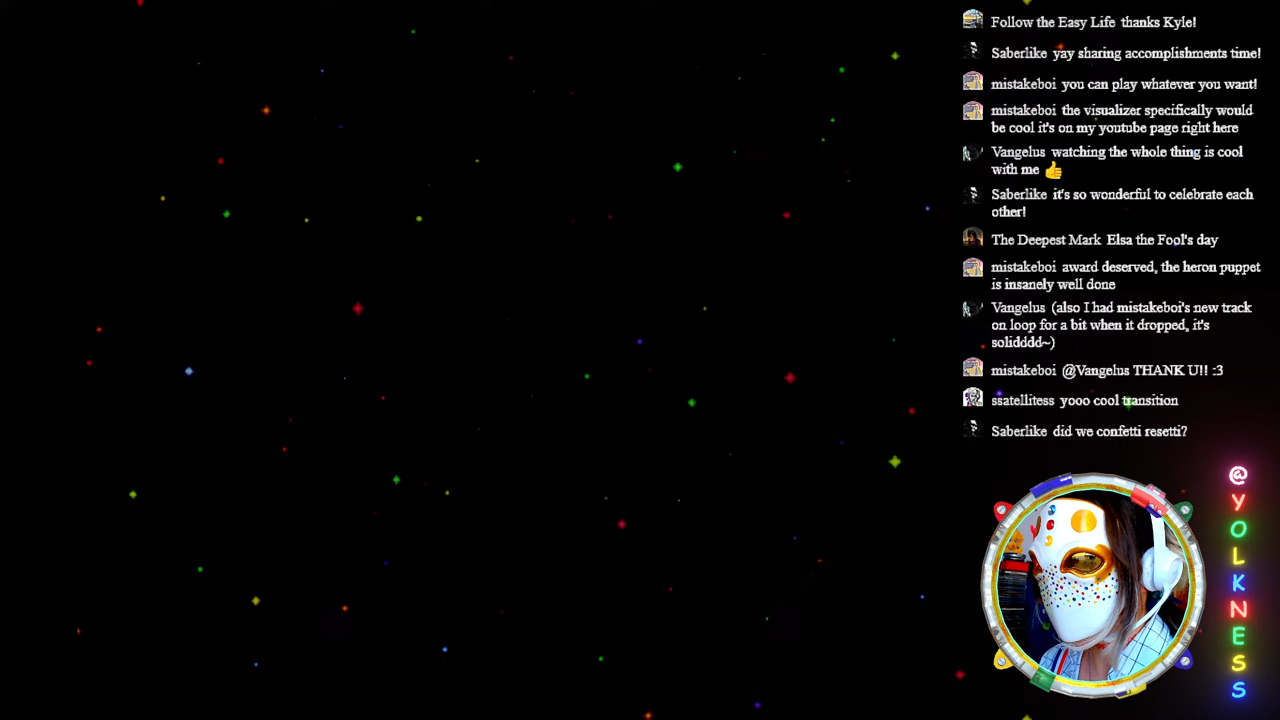 Follow the Easy Life thanks Kyle!
Saberlike yay sharing accomplishments time!
mistakeboi you can play whatever you want!
mistakeboi the visualizer specifically would
be cool it's on my youtube page right here
Vangelus watching the whole thing is cool
with me 👍
Saberlike it's so wonderful to celebrate each
other!
The Deepest Mark Elsa the Fool's day
mistakeboi award deserved, the heron puppet
is insanely well done
Vangelus (also I had mistakeboi's new track
on loop for a bit when it dropped, it's
solidddd~)
mistakeboi @Vangelus THANK U!! :3
ssatellitess yooo cool transition
Saberlike did we confetti resetti?
@YOLKNESS